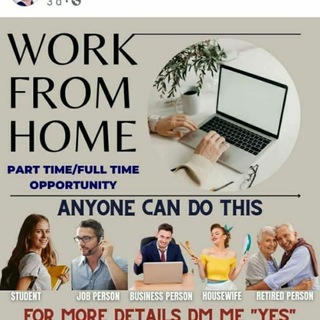 3 d
WORK
FROM
HOME
PART TIME/FULL TIME
OPPORTUNITY
ANYONE CAN DO THIS
STUDENT
JOB PERSON
BUSINESS PERSON
HOUSEWIFE
RETIRED PERSON
FOR MORE DETAILS DM ME "YES"